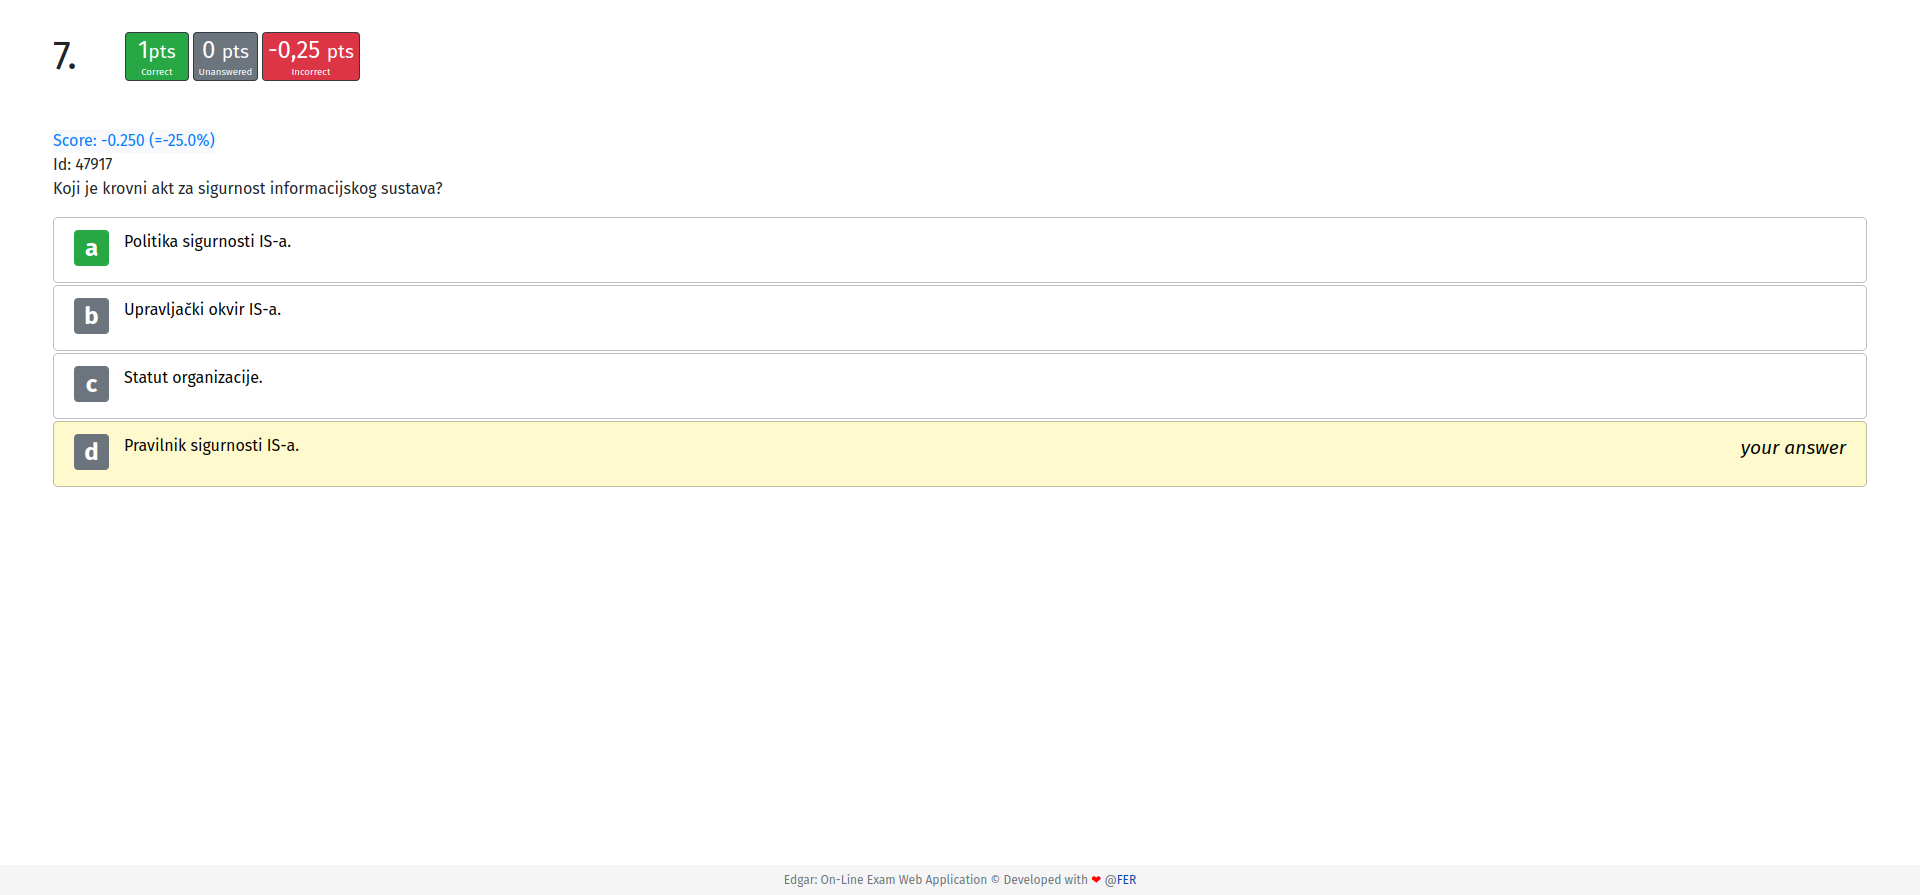 7.
1pts
Correct
0 pts
Unanswered
-0,25 pts
Incorrect
Score: -0.250 (=-25.0%)
Id: 47917
Koji je krovni akt za sigurnost informacijskog sustava?
a Politika sigurnosti IS-a.
b Upravljački okvir IS-a.
c Statut organizacije.
d Pravilnik sigurnosti IS-a. your answer
Edgar: On-Line Exam Web Application © Developed with ❤ @FER